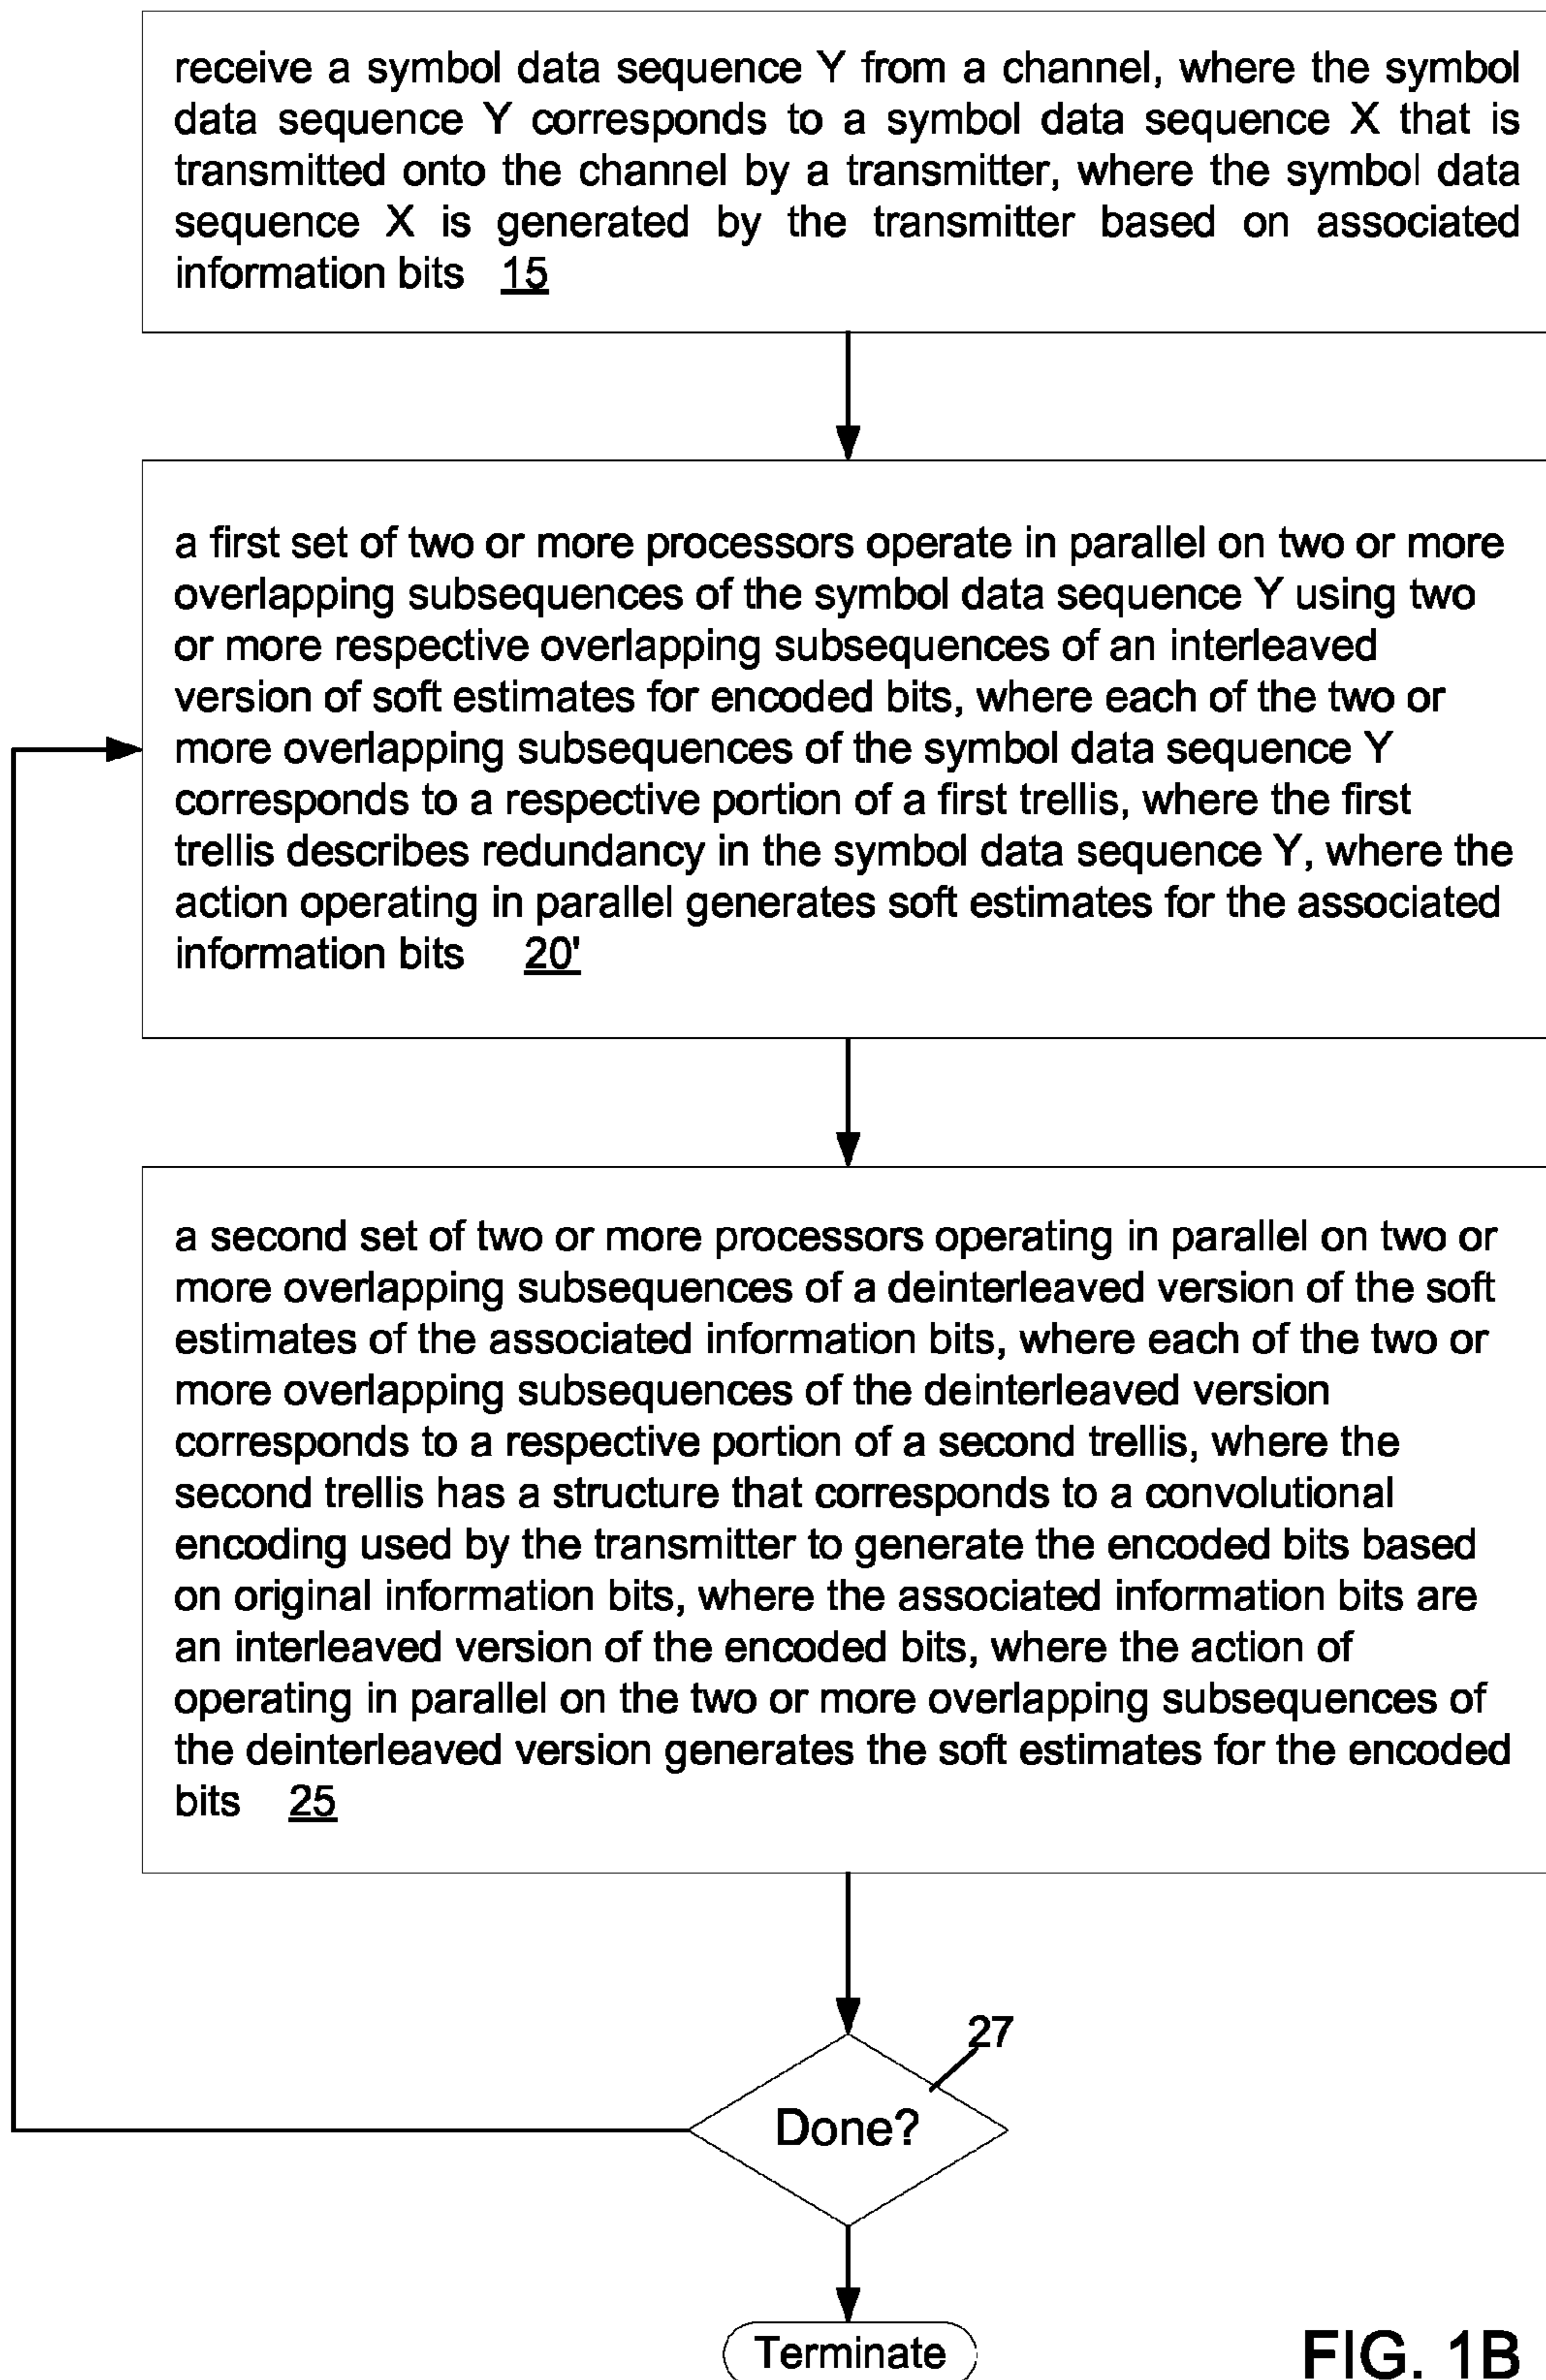 receive a symbol data sequence Y from a channel, where the symbol
data sequence Y corresponds to a symbol data sequence X that is
transmitted onto the channel by a transmitter, where the symbol data
sequence X is generated by the transmitter based on associated
information bits 15
a first set of two or more processors operate in parallel on two or more
overlapping subsequences of the symbol data sequence Y using two
or more respective overlapping subsequences of an interleaved
version of soft estimates for encoded bits, where each of the two or
more overlapping subsequences of the symbol data sequence Y
corresponds to a respective portion of a first trellis, where the first
trellis describes redundancy in the symbol data sequence Y, where the
action operating in parallel generates soft estimates for the associated
information bits 20'
a second set of two or more processors operating in parallel on two or
more overlapping subsequences of a deinterleaved version of the soft
estimates of the associated information bits, where each of the two or
more overlapping subsequences of the deinterleaved version
corresponds to a respective portion of a second trellis, where the
second trellis has a structure that corresponds to a convolutional
encoding used by the transmitter to generate the encoded bits based
on original information bits, where the associated information bits are
an interleaved version of the encoded bits, where the action of
operating in parallel on the two or more overlapping subsequences of
the deinterleaved version generates the soft estimates for the encoded
bits 25
27
Done?
Terminate
FIG. 1B